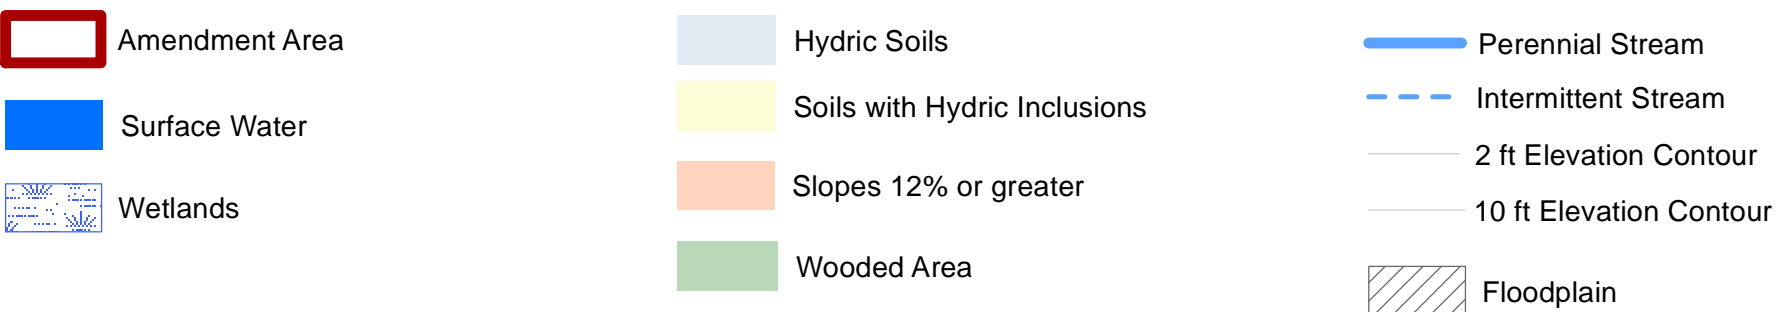 Amendment Area
Surface Water
Wetlands
Hydric Soils
Soils with Hydric Inclusions
Slopes 12% or greater
Wooded Area
Perennial Stream
Intermittent Stream
2 ft Elevation Contour
10 ft Elevation Contour
Floodplain